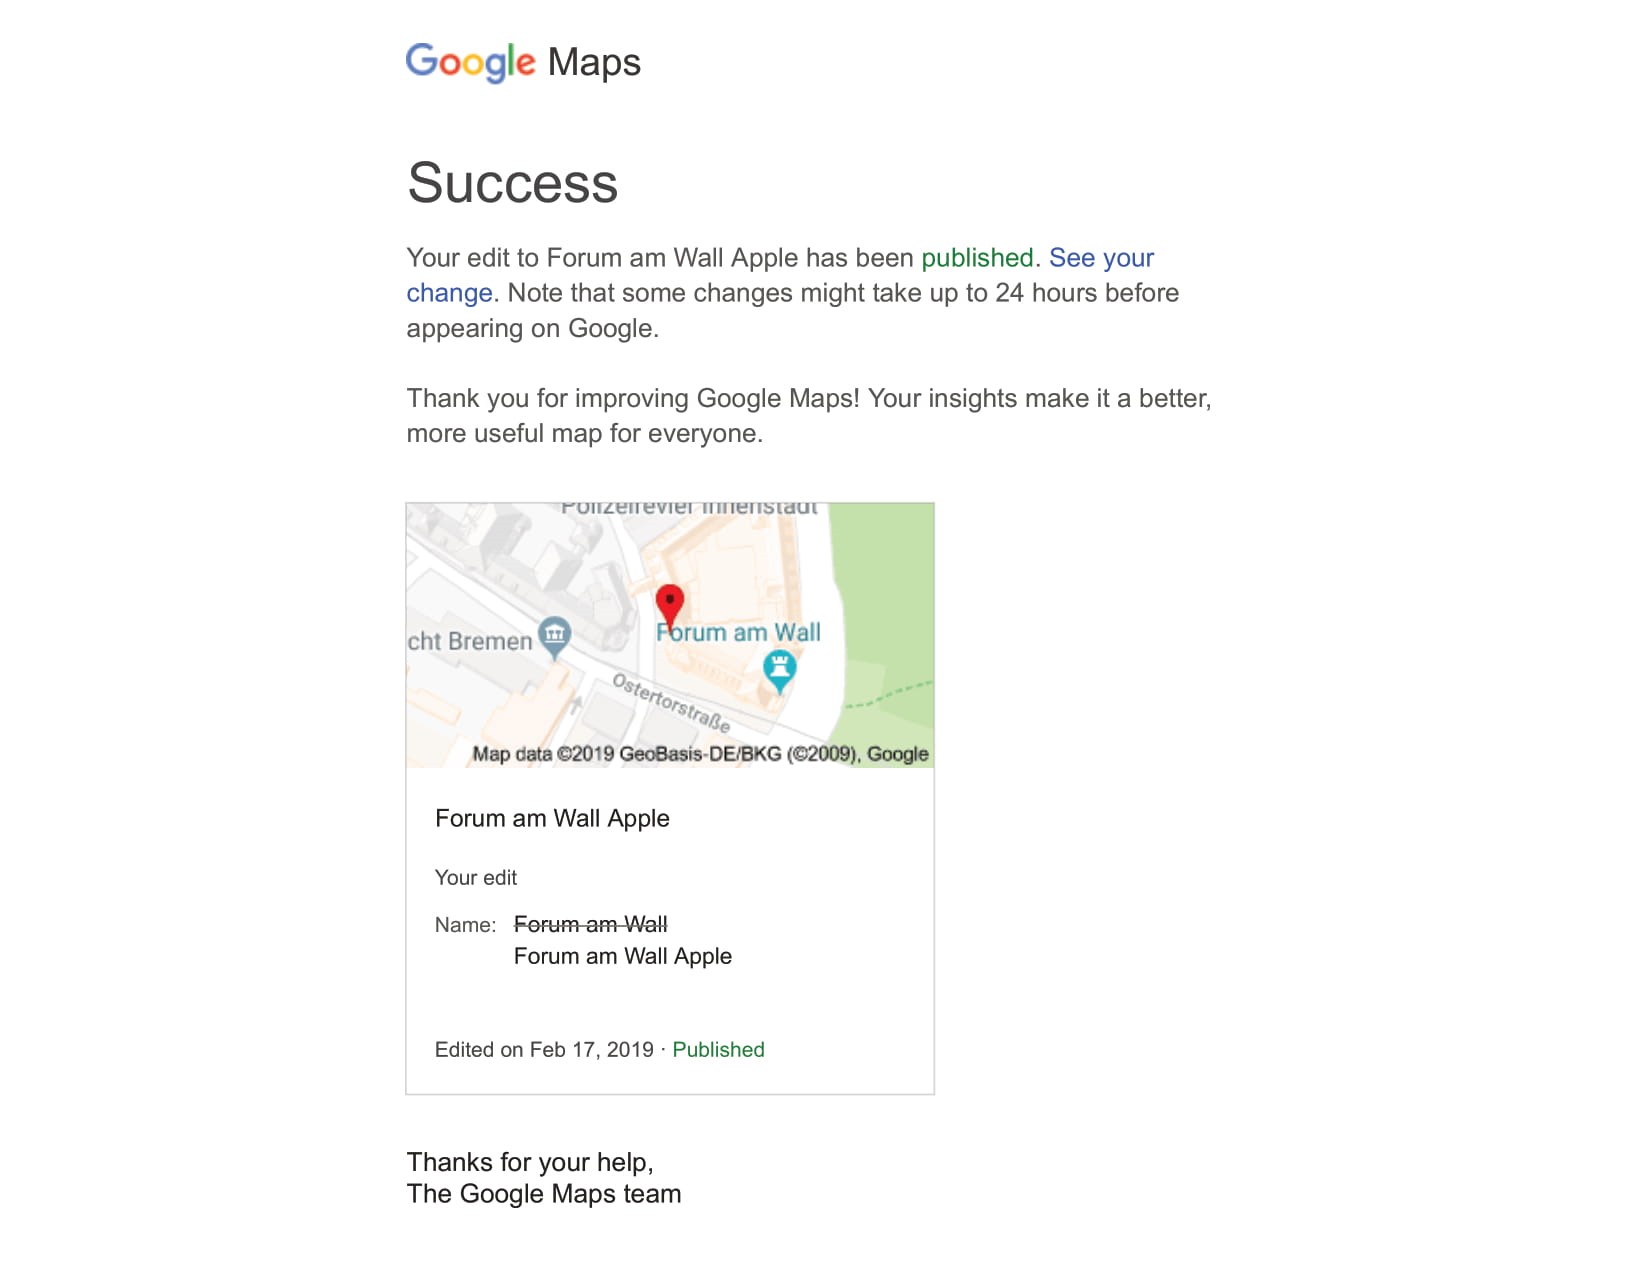 Google Maps
Success
Your edit to Forum am Wall Apple has been published. See your
change. Note that some changes might take up to 24 hours before
appearing on Google.
Thank you for improving Google Maps! Your insights make it a better,
more useful map for everyone.
Polizeirevier Innenstadt
cht Bremen
Forum am Wall
Ostertorstraße
Map data ©2019 GeoBasis-DE/BKG (©2009), Google
Forum am Wall Apple
Your edit
Name: Forum am Wall
Forum am Wall Apple
Edited on Feb 17, 2019 · Published
Thanks for your help,
The Google Maps team